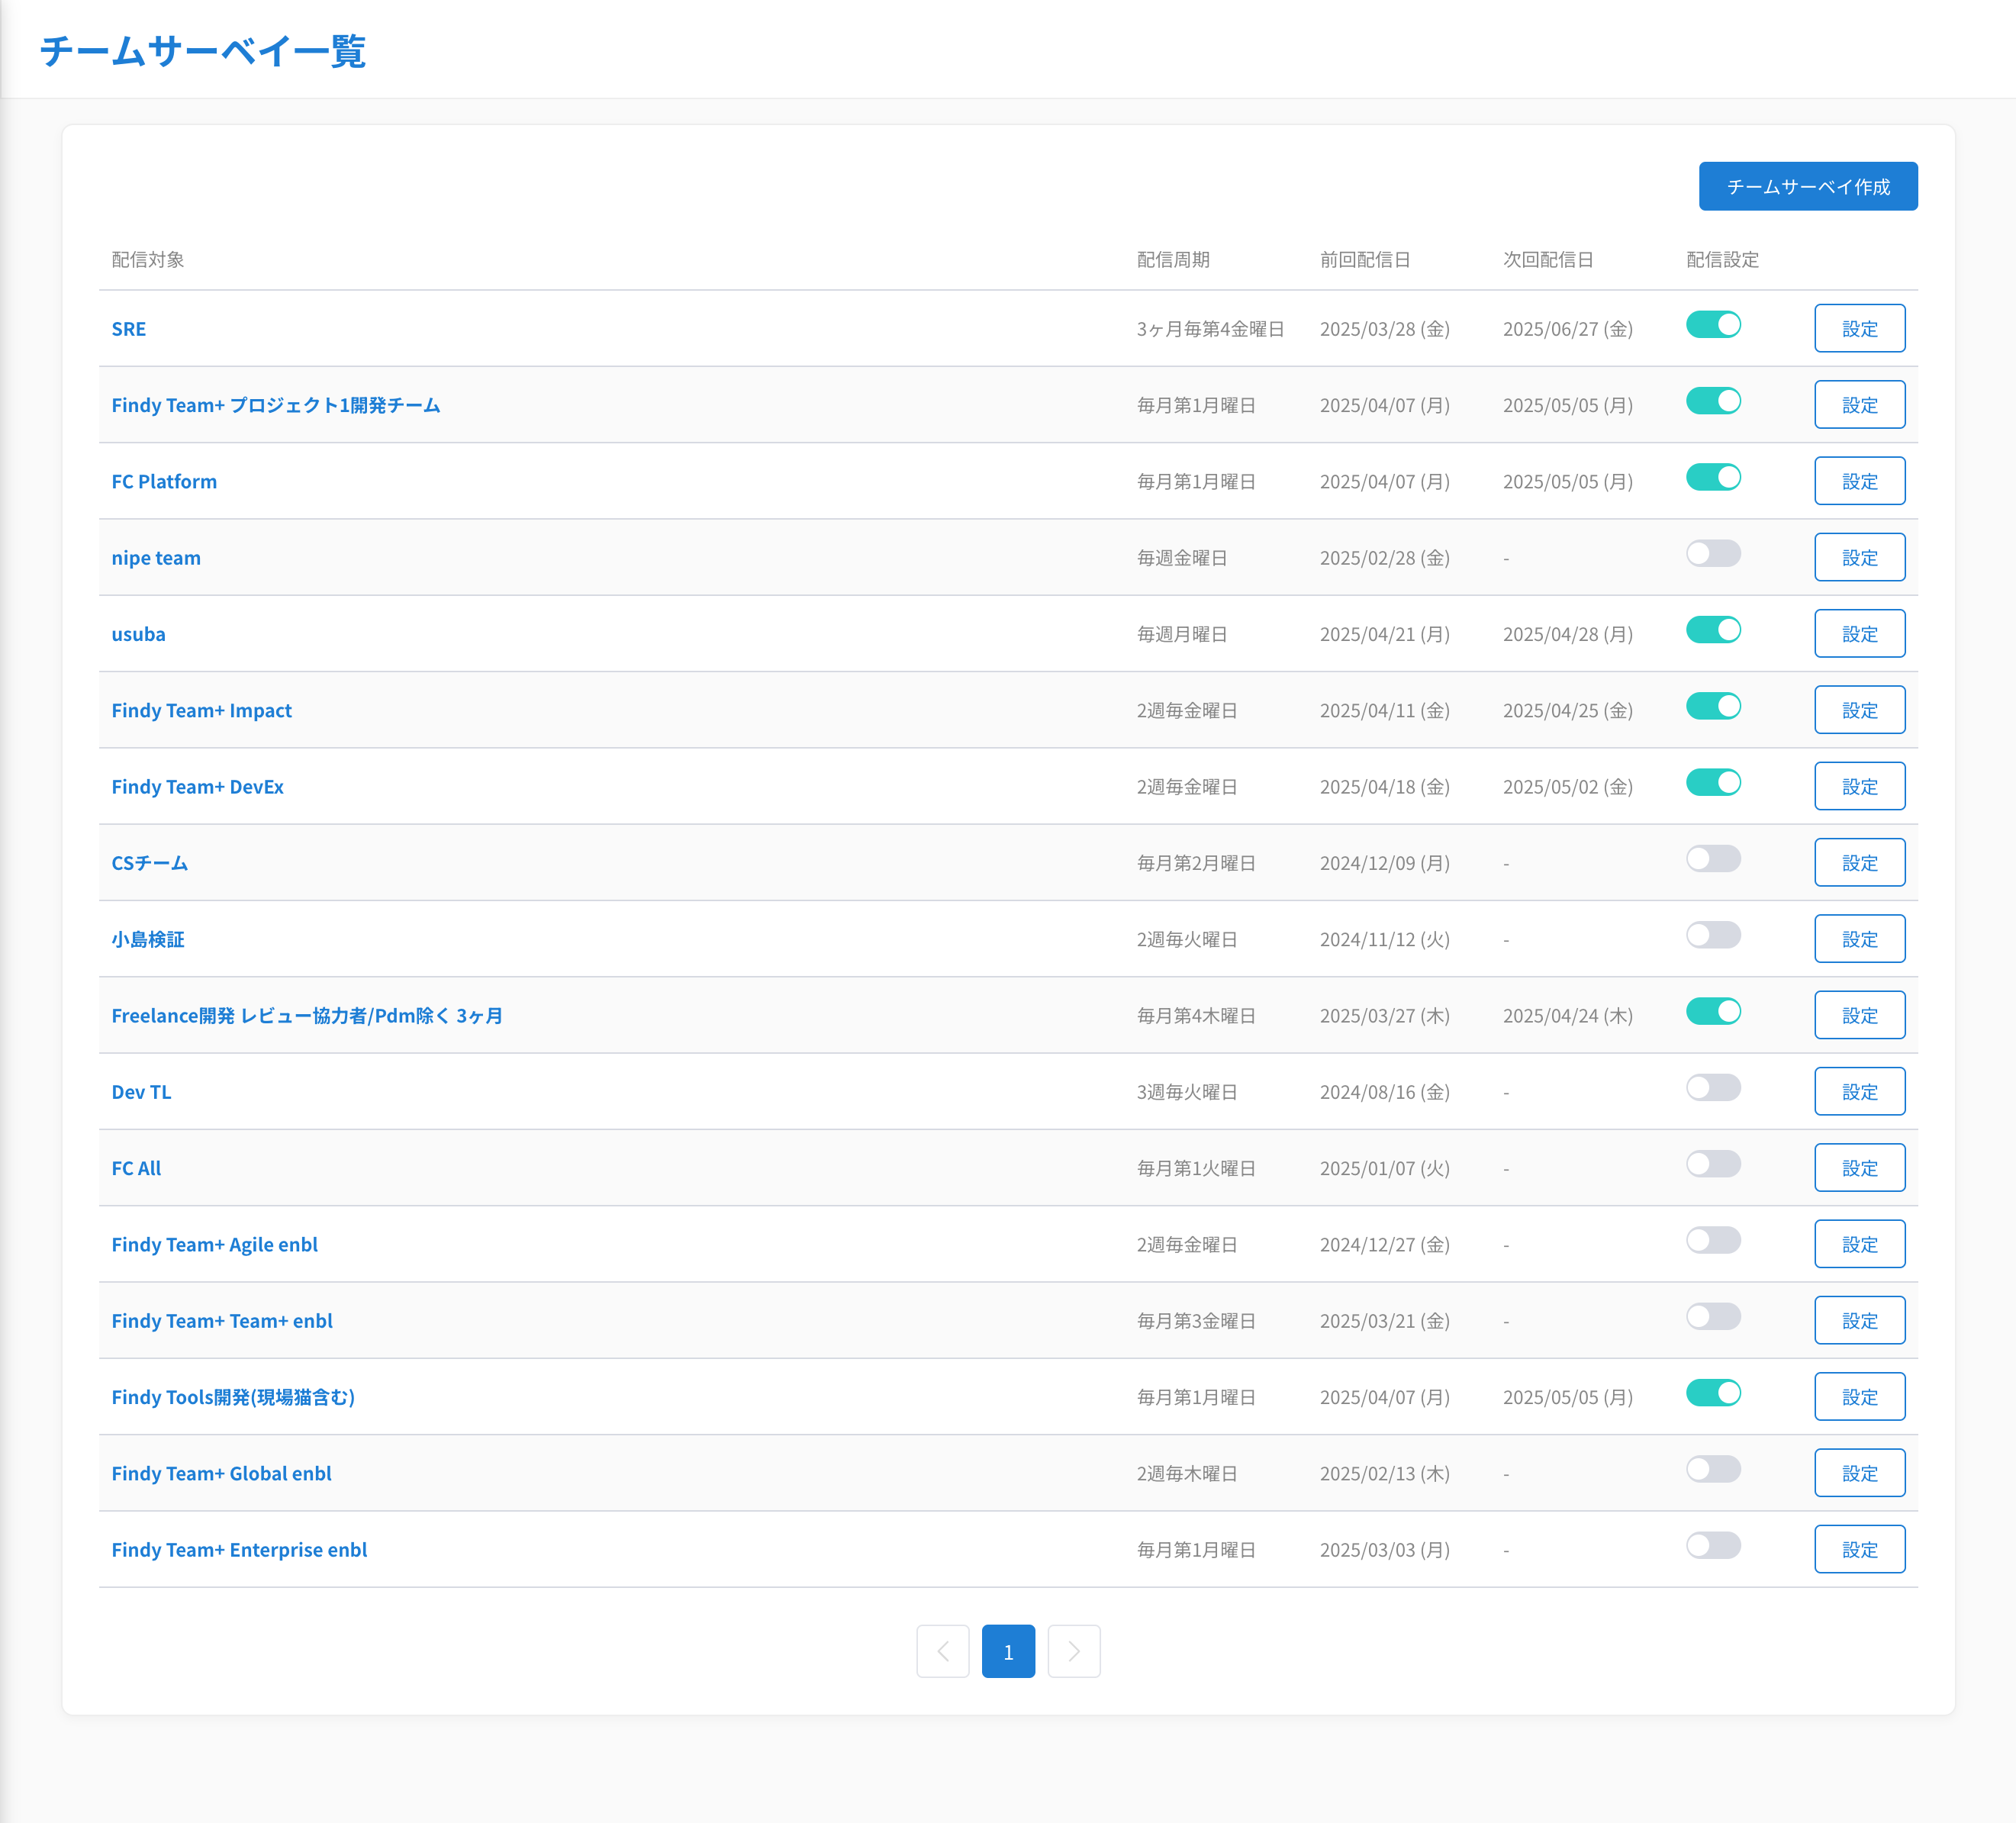 チームサーベイ一覧
チームサーベイ作成
配信対象 配信周期 前回配信日 次回配信日 配信設定
SRE 3ヶ月毎第4金曜日 2025/03/28 (金) 2025/06/27 (金) 設定
Findy Team+ プロジェクト1開発チーム 毎月第1月曜日 2025/04/07 (月) 2025/05/05 (月) 設定
FC Platform 毎月第1月曜日 2025/04/07 (月) 2025/05/05 (月) 設定
nipe team 毎週金曜日 2025/02/28 (金) - 設定
usuba 毎週月曜日 2025/04/21 (月) 2025/04/28 (月) 設定
Findy Team+ Impact 2週毎金曜日 2025/04/11 (金) 2025/04/25 (金) 設定
Findy Team+ DevEx 2週毎金曜日 2025/04/18 (金) 2025/05/02 (金) 設定
CSチーム 毎月第2月曜日 2024/12/09 (月) - 設定
小島検証 2週毎火曜日 2024/11/12 (火) - 設定
Freelance開発 レビュー協力者/Pdm除く 3ヶ月 毎月第4木曜日 2025/03/27 (木) 2025/04/24 (木) 設定
Dev TL 3週毎火曜日 2024/08/16 (金) - 設定
FC All 毎月第1火曜日 2025/01/07 (火) - 設定
Findy Team+ Agile enbl 2週毎金曜日 2024/12/27 (金) - 設定
Findy Team+ Team+ enbl 毎月第3金曜日 2025/03/21 (金) - 設定
Findy Tools開発(現場猫含む) 毎月第1月曜日 2025/04/07 (月) 2025/05/05 (月) 設定
Findy Team+ Global enbl 2週毎木曜日 2025/02/13 (木) - 設定
Findy Team+ Enterprise enbl 毎月第1月曜日 2025/03/03 (月) - 設定
1